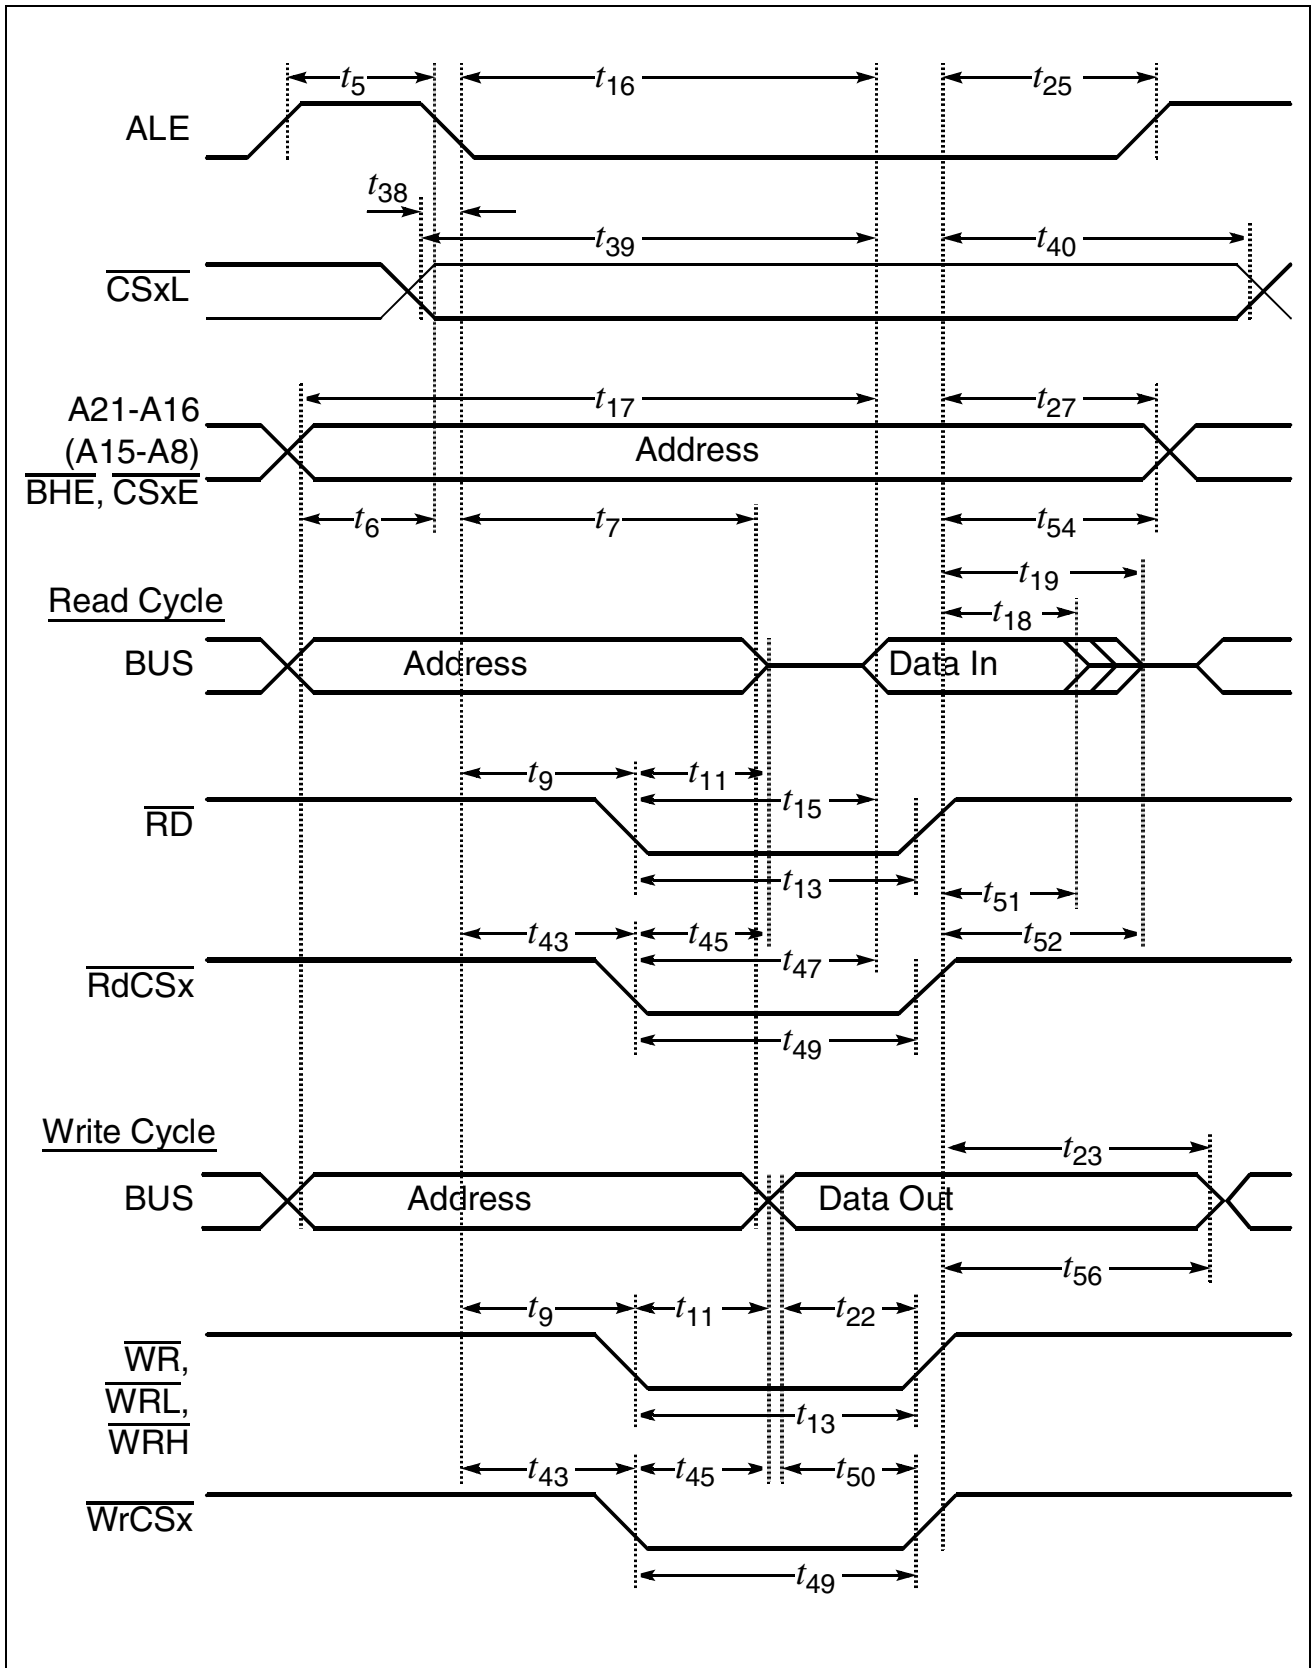 t5 t16 t25
ALE
t38
t39 t40
CSxL
t17 t27
A21-A16
(A15-A8)
BHE, CSxE
Address
t6 t7 t54
t19
Read Cycle
t18
BUS Address Data In
t9 t11
t15
RD
t13
t51
t43 t45 t52
t47
RdCSx
t49
Write Cycle
t23
BUS Address Data Out
t56
t9 t11 t22
WR,
WRL,
t13
WRH
t43 t45 t50
WrCSx
t49